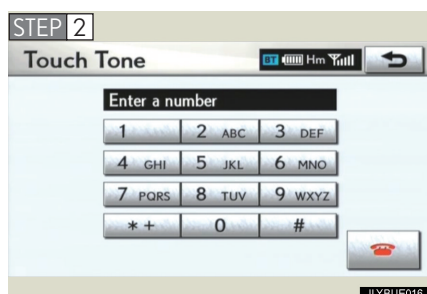 STEP 2
Touch Tone BT Hm
Enter a number
1 2 ABC 3 DEF
4 GHI 5 JKL 6 MNO
7 PQRS 8 TUV 9 WXYZ
* + 0 #